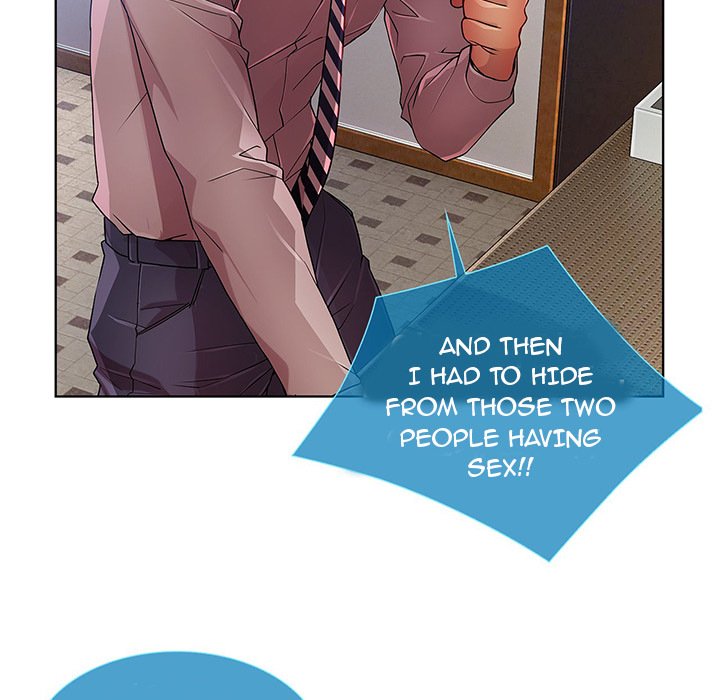 AND THEN
I HAD TO HIDE
FROM THOSE TWO
PEOPLE HAVING
SEX!!